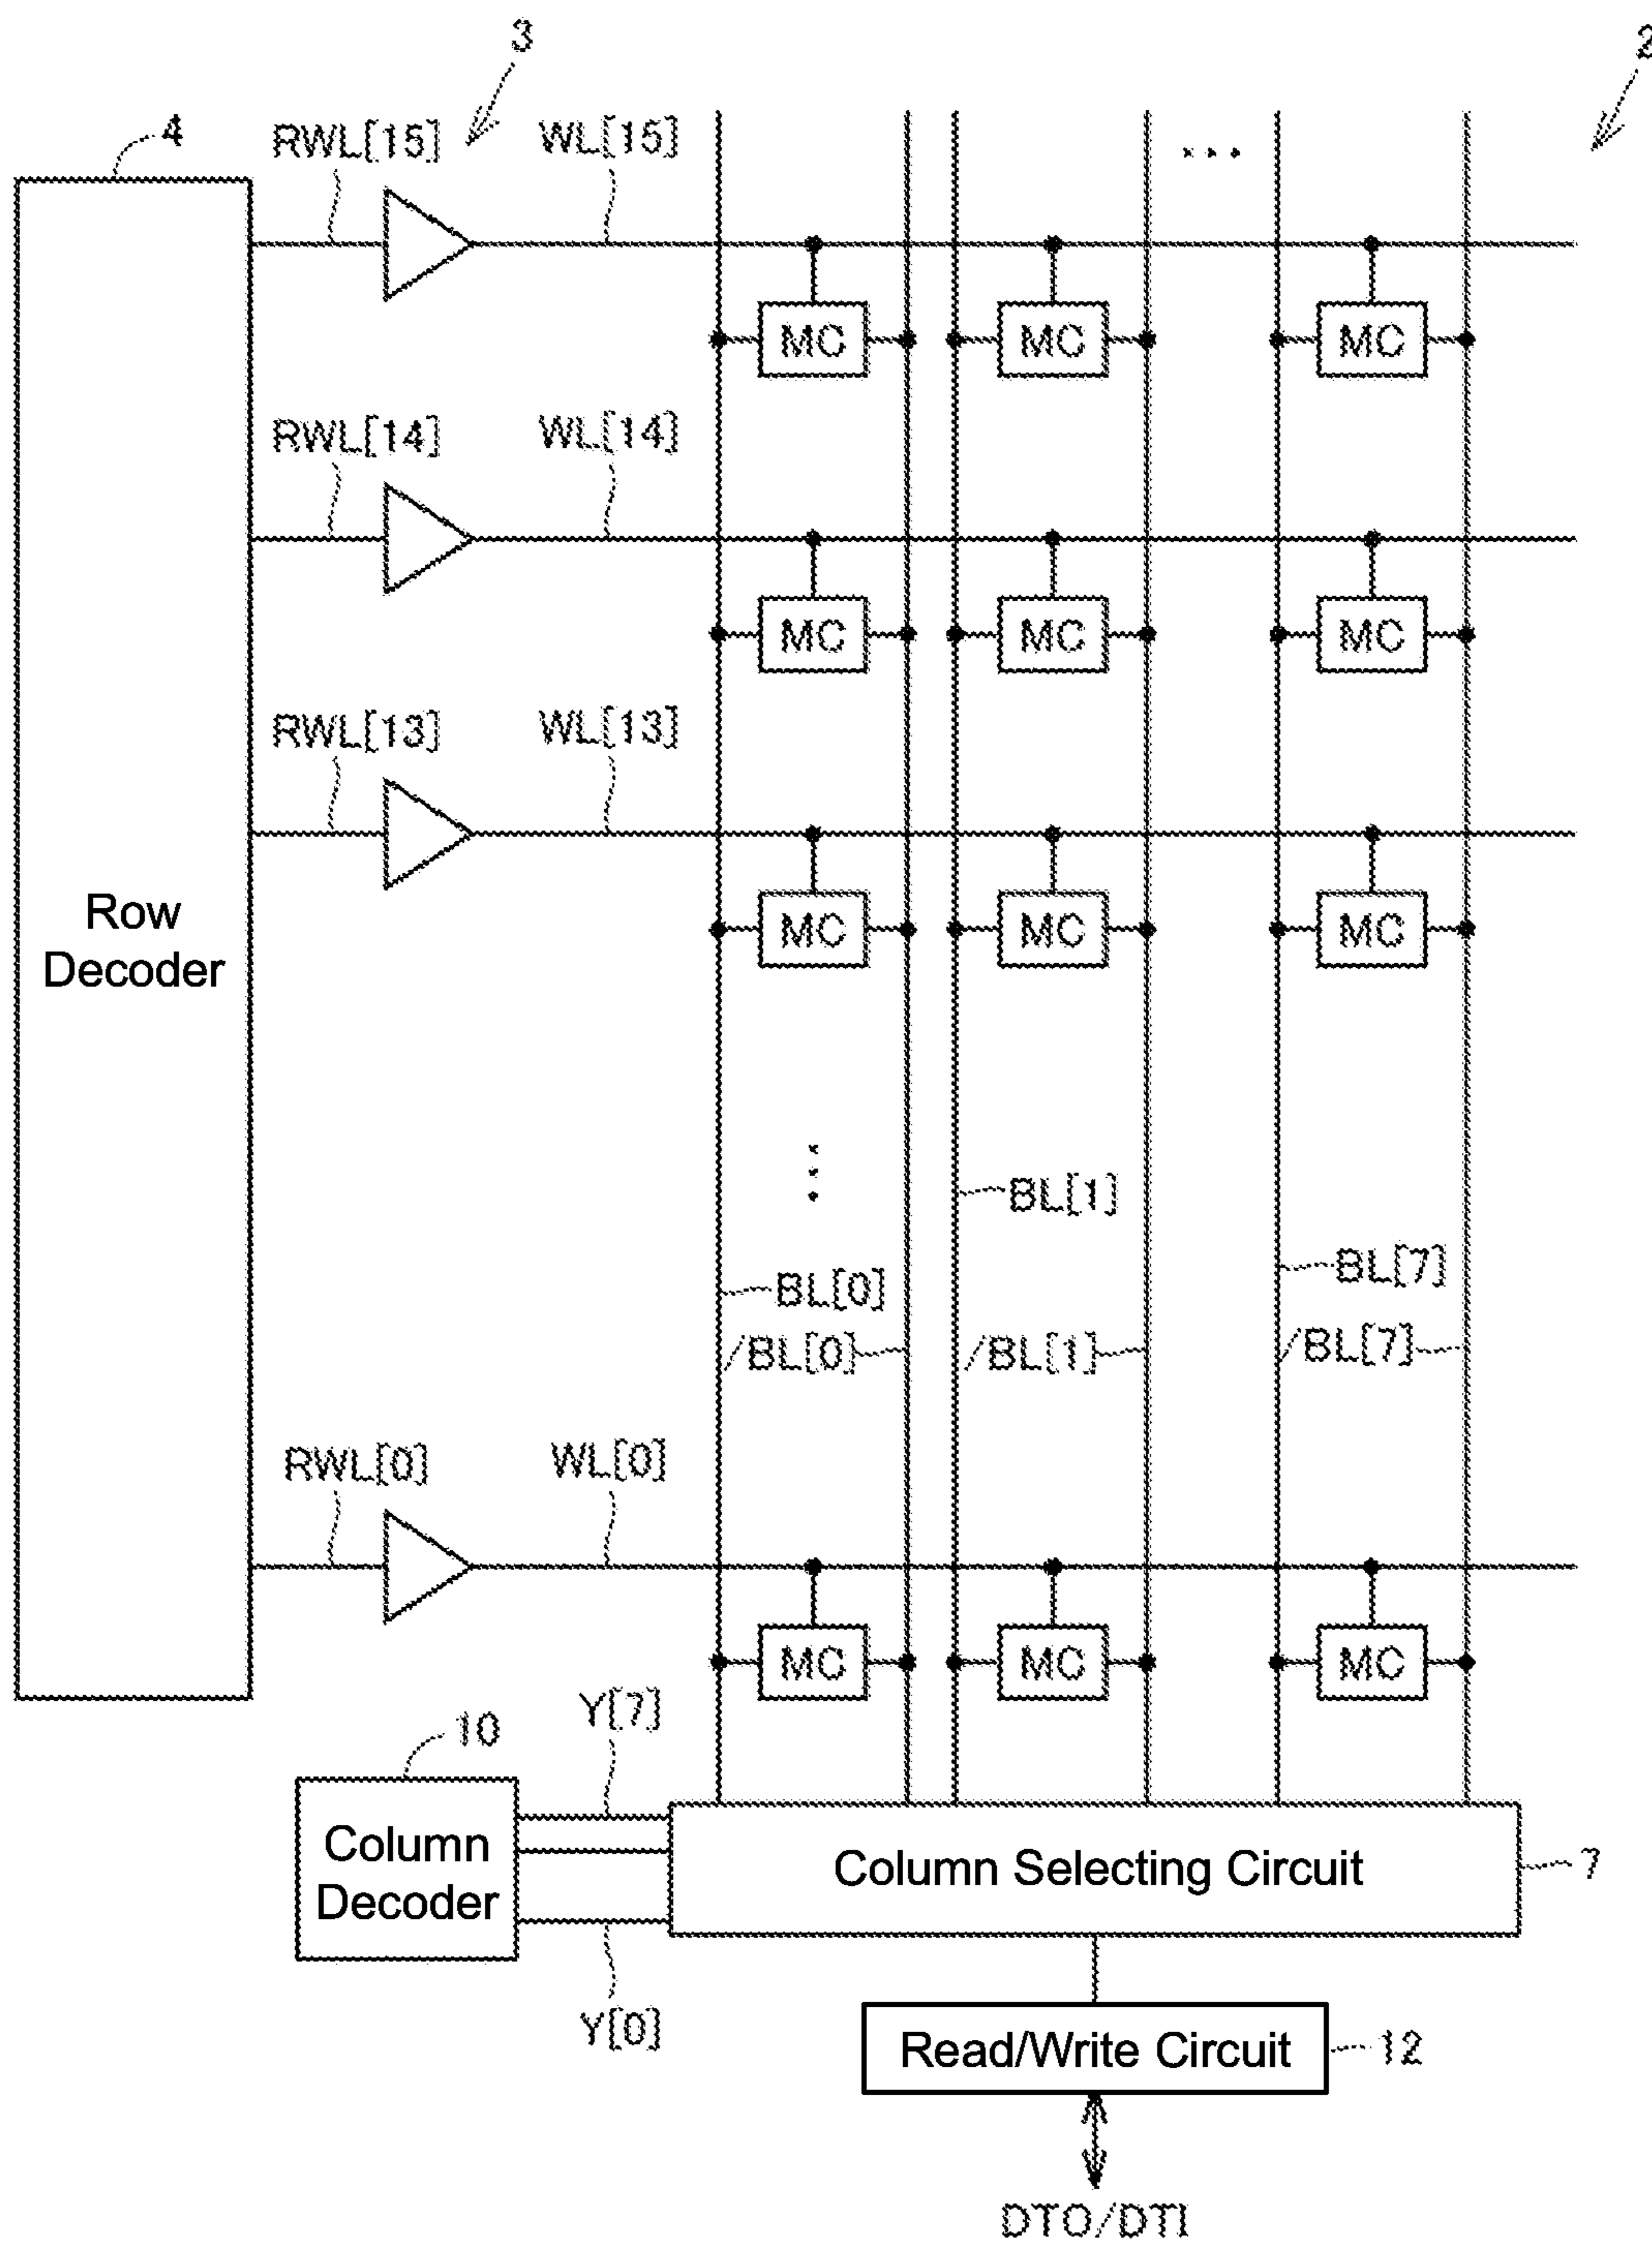 3
2
4
RWL[15]
WL[15]
...
MC
MC
MC
RWL[14]
WL[14]
MC
MC
MC
RWL[13]
WL[13]
MC
MC
MC
Row
Decoder
BL[1]
BL[7]
BL[0]
/BL[0]
/BL[1]
/BL[7]
RWL[0]
WL[0]
MC
MC
MC
10
Y[7]
Column
Decoder
Column Selecting Circuit
7
Y[0]
Read/Write Circuit
12
DTO/DTI